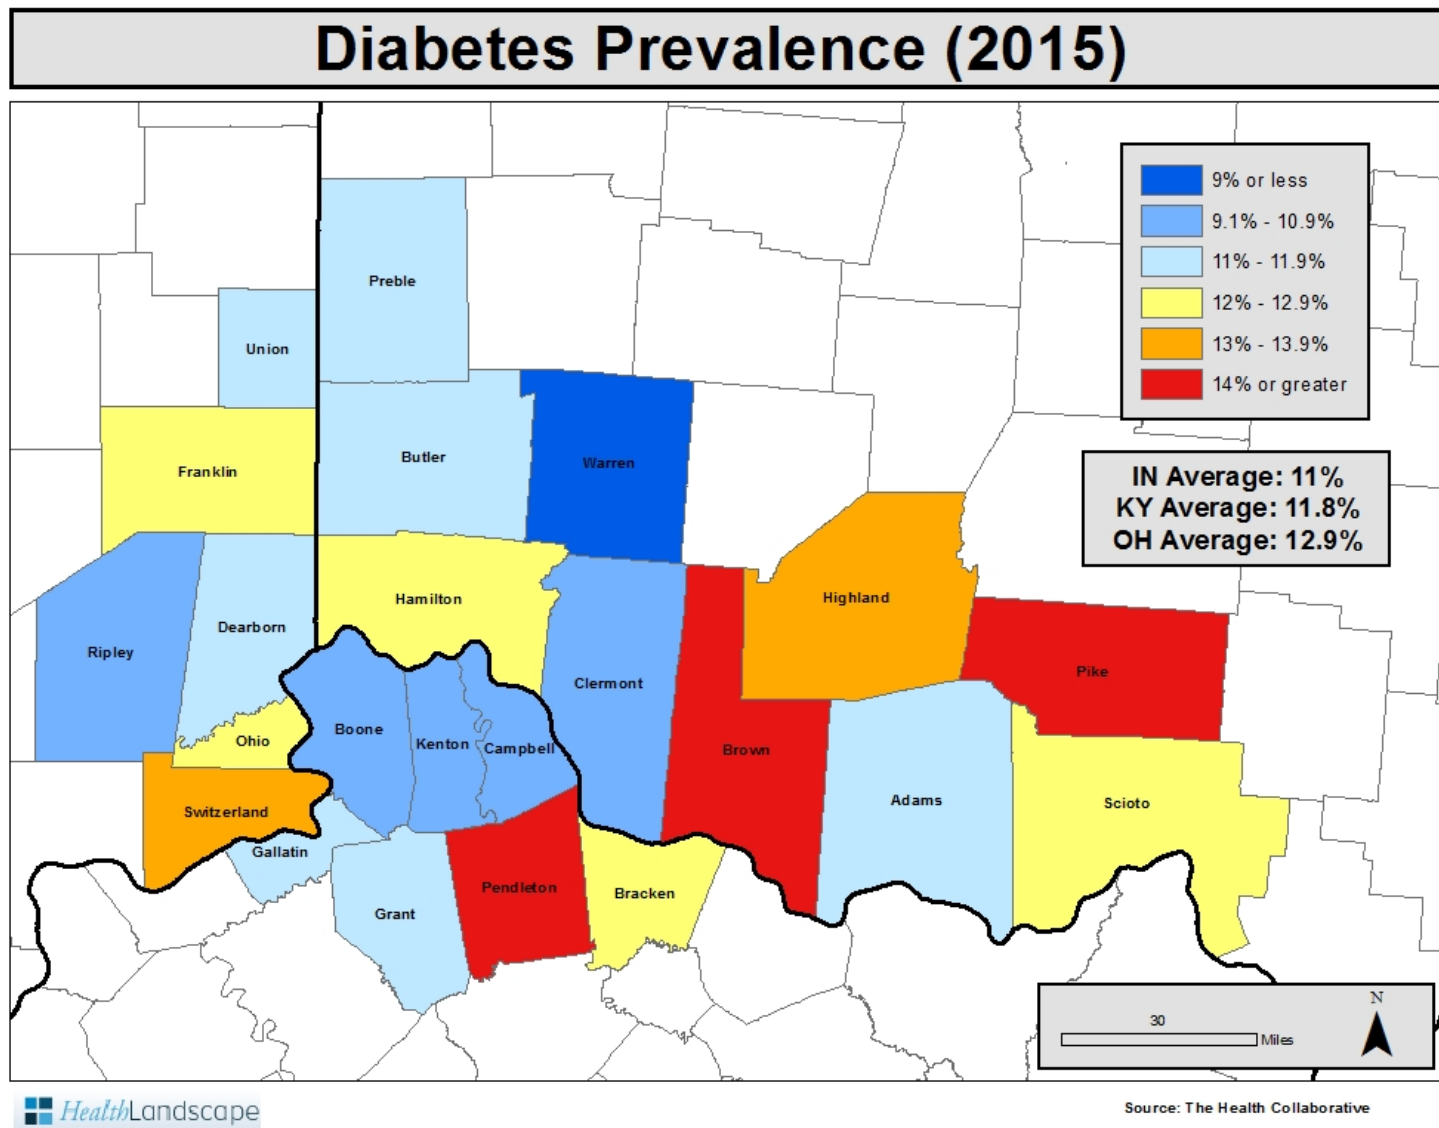 Diabetes Prevalence (2015)
9% or less
9.1% - 10.9%
11% - 11.9%
12% - 12.9%
13% - 13.9%
14% or greater
IN Average: 11%
KY Average: 11.8%
OH Average: 12.9%
Preble
Union
Butler
Warren
Franklin
Hamilton
Highland
Dearborn
Ripley
Clermont
Pike
Boone
Ohio
Kenton
Campbell
Brown
Adams
Scioto
Switzerland
Gallatin
Pendleton
Bracken
Grant
N
30
Miles
HealthLandscape
Source: The Health Collaborative